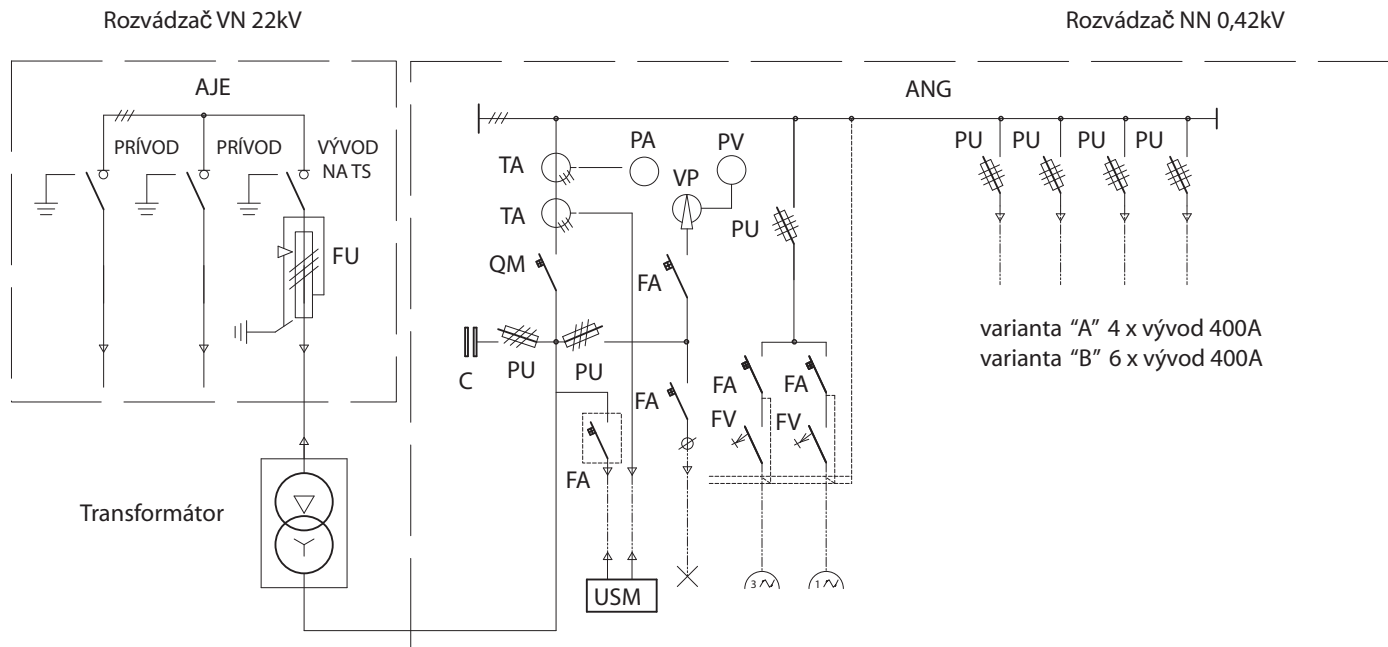 Rozvádzač VN 22kV
Rozvádzač NN 0,42kV
AJE
PRÍVOD
PRÍVOD
VÝVOD
NA TS
FU
Transformátor
ANG
TA
PA
PV
VP
TA
PU
QM
FA
C
PU
PU
FA
FA
FA
FA
FV
FV
USM
3
1
PU
PU
PU
PU
varianta “A” 4 x vývod 400A
varianta “B” 6 x vývod 400A